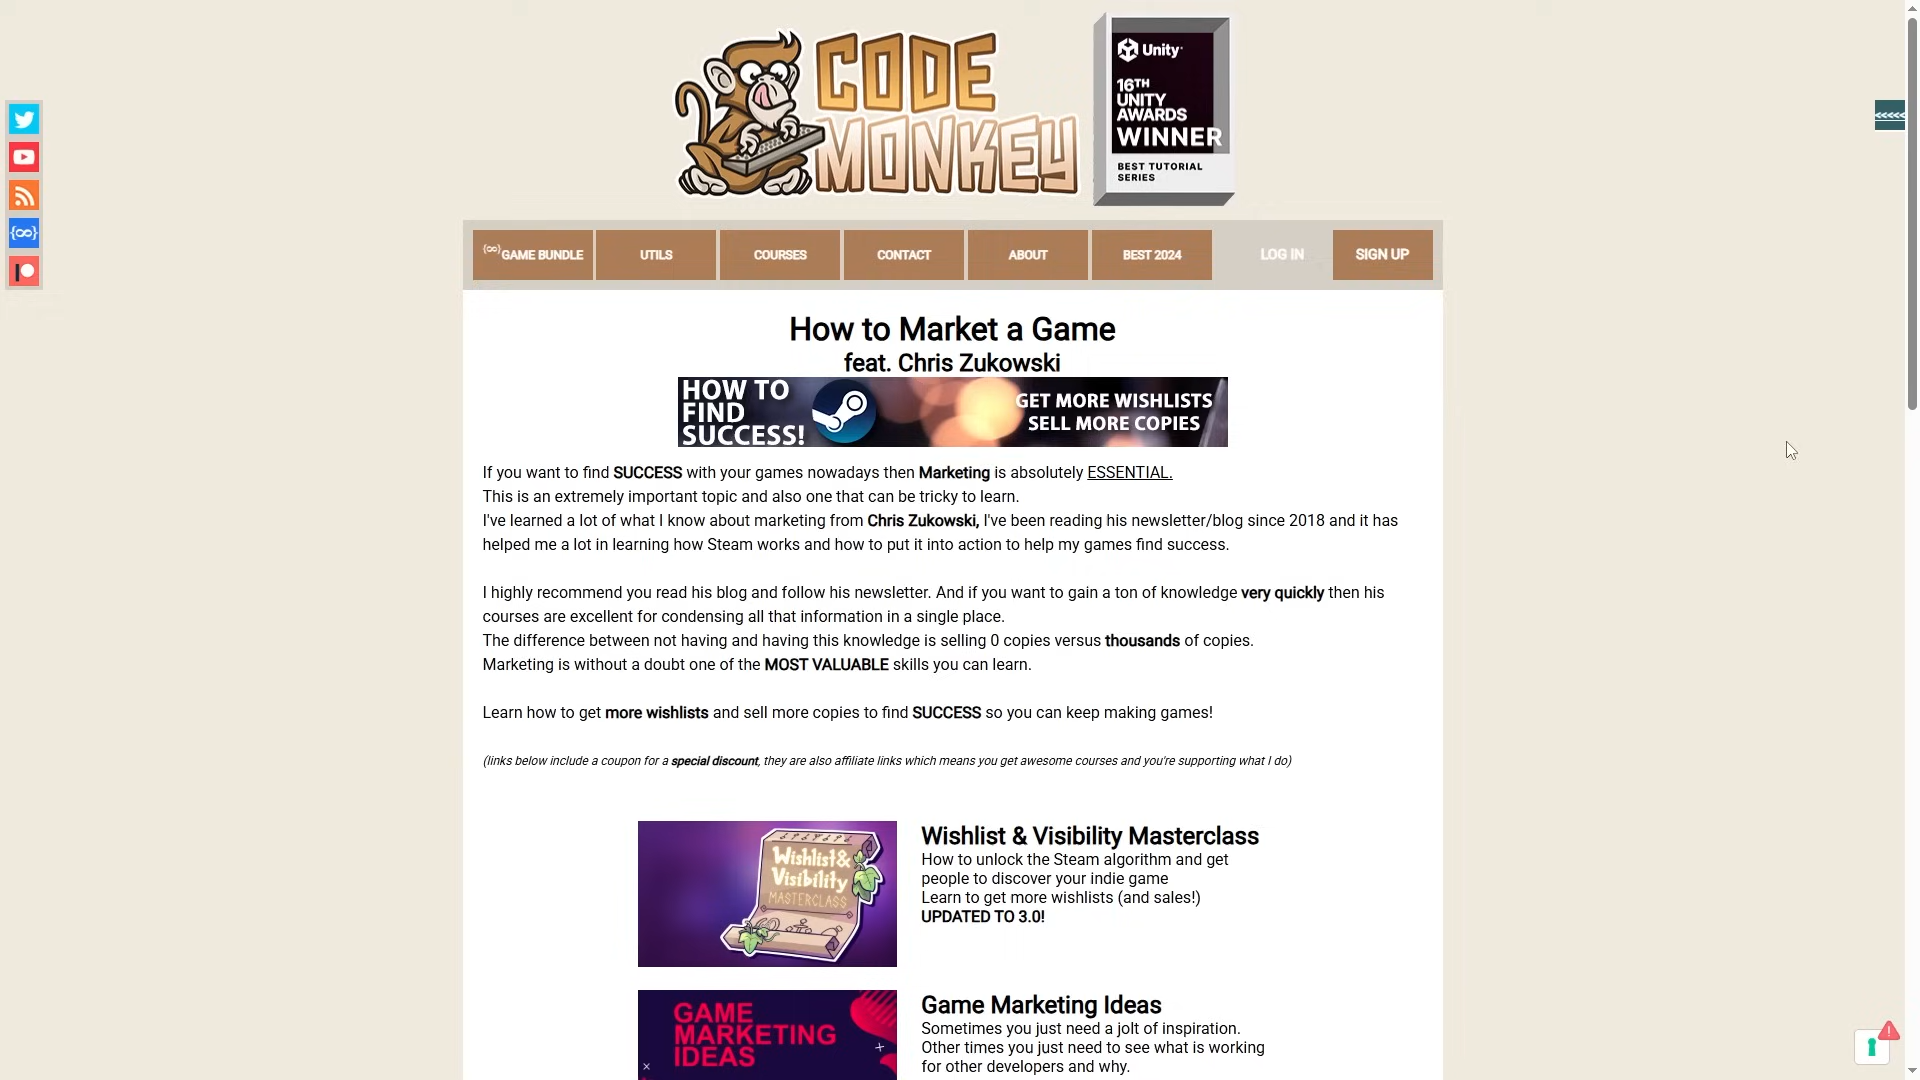 CODE
MONKEY
Unity
16TH
UNITY
AWARDS
WINNER
BEST TUTORIAL
SERIES
<<<<<
{∞}
{∞}GAME BUNDLE
UTILS
COURSES
CONTACT
ABOUT
BEST 2024
LOG IN
SIGN UP
How to Market a Game
feat. Chris Zukowski
HOW TO
FIND
SUCCESS!
GET MORE WISHLISTS
SELL MORE COPIES
If you want to find SUCCESS with your games nowadays then Marketing is absolutely ESSENTIAL.
This is an extremely important topic and also one that can be tricky to learn.
I've learned a lot of what I know about marketing from Chris Zukowski, I've been reading his newsletter/blog since 2018 and it has
helped me a lot in learning how Steam works and how to put it into action to help my games find success.
I highly recommend you read his blog and follow his newsletter. And if you want to gain a ton of knowledge very quickly then his
courses are excellent for condensing all that information in a single place.
The difference between not having and having this knowledge is selling 0 copies versus thousands of copies.
Marketing is without a doubt one of the MOST VALUABLE skills you can learn.
Learn how to get more wishlists and sell more copies to find SUCCESS so you can keep making games!
(links below include a coupon for a special discount, they are also affiliate links which means you get awesome courses and you're supporting what I do)
Wishlist &
Visibility
MASTERCLASS
Wishlist & Visibility Masterclass
How to unlock the Steam algorithm and get
people to discover your indie game
Learn to get more wishlists (and sales!)
UPDATED TO 3.0!
GAME
MARKETING
IDEAS
Game Marketing Ideas
Sometimes you just need a jolt of inspiration.
Other times you just need to see what is working
for other developers and why.